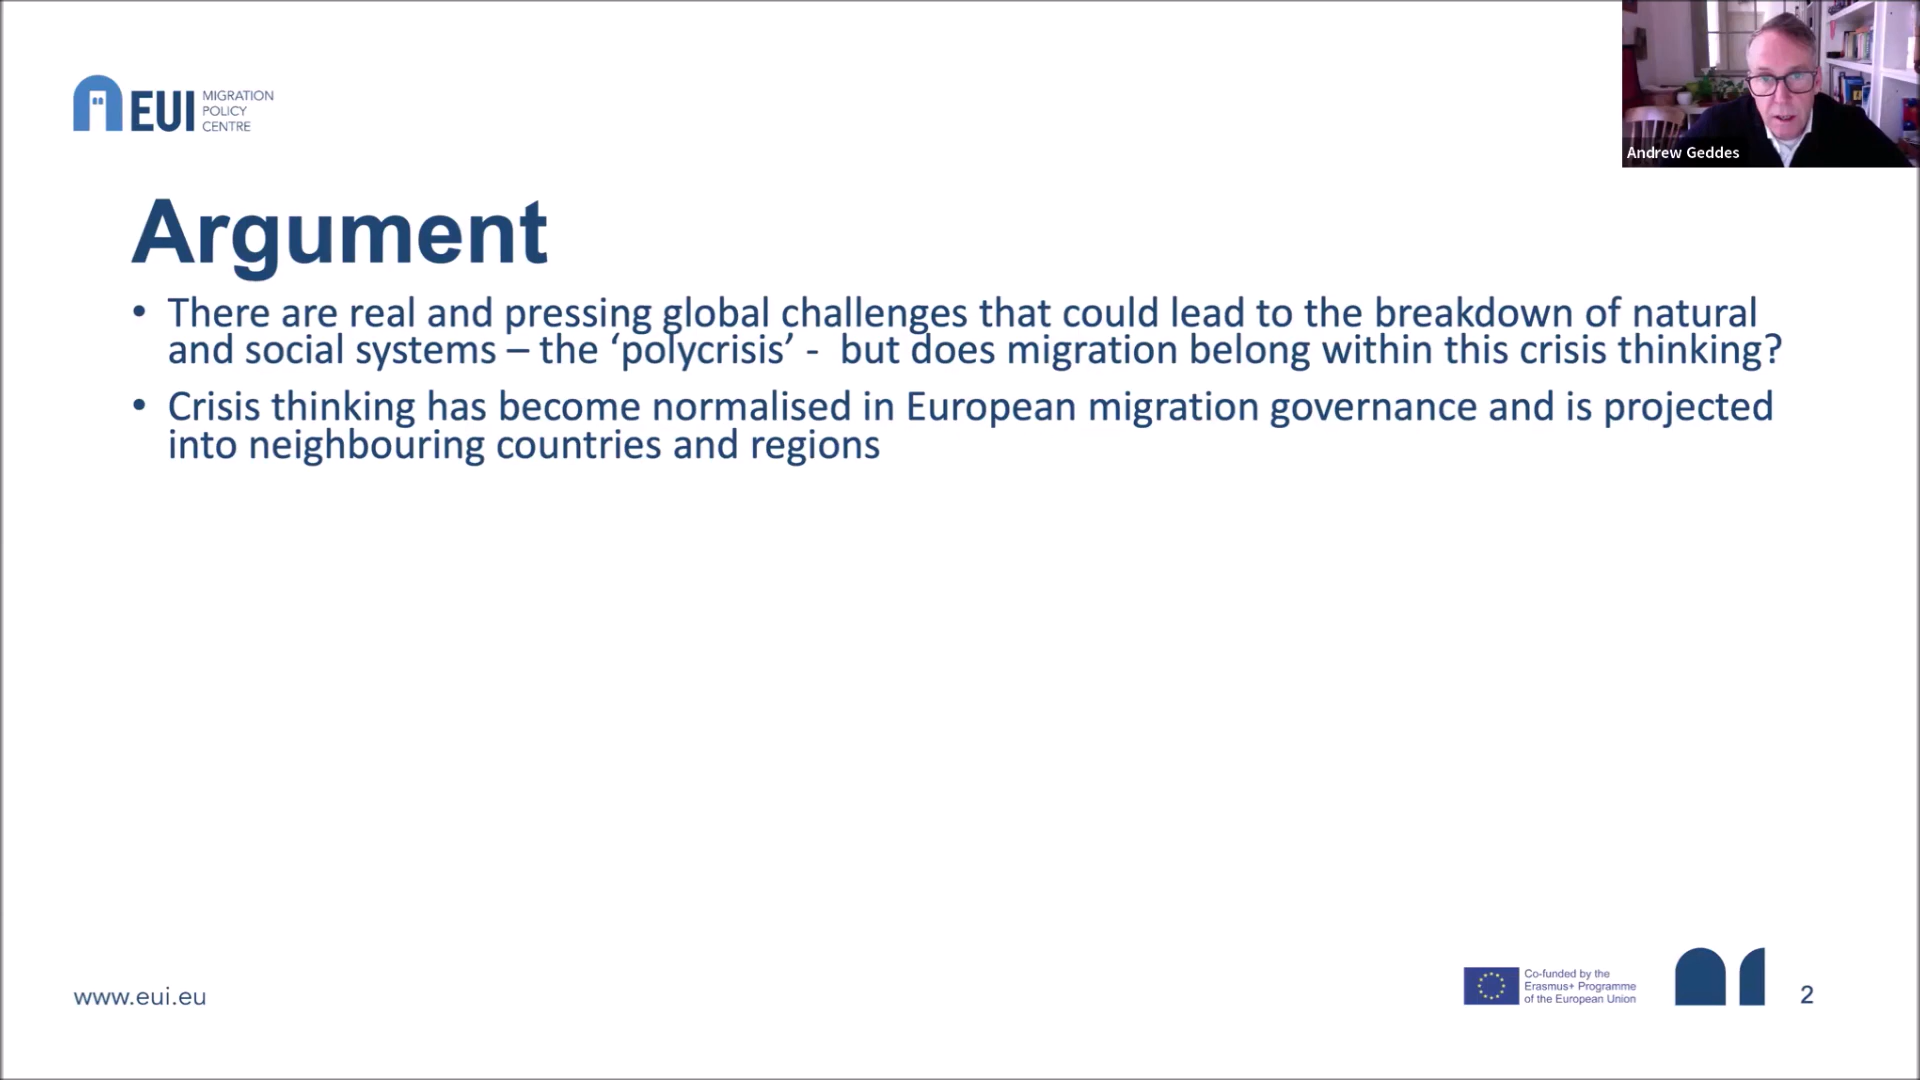 EUI
MIGRATION
POLICY
CENTRE
Andrew Geddes
Argument
• There are real and pressing global challenges that could lead to the breakdown of natural
and social systems – the ‘polycrisis’ - but does migration belong within this crisis thinking?
• Crisis thinking has become normalised in European migration governance and is projected
into neighbouring countries and regions
www.eui.eu
Co-funded by the
Erasmus+ Programme
of the European Union
2